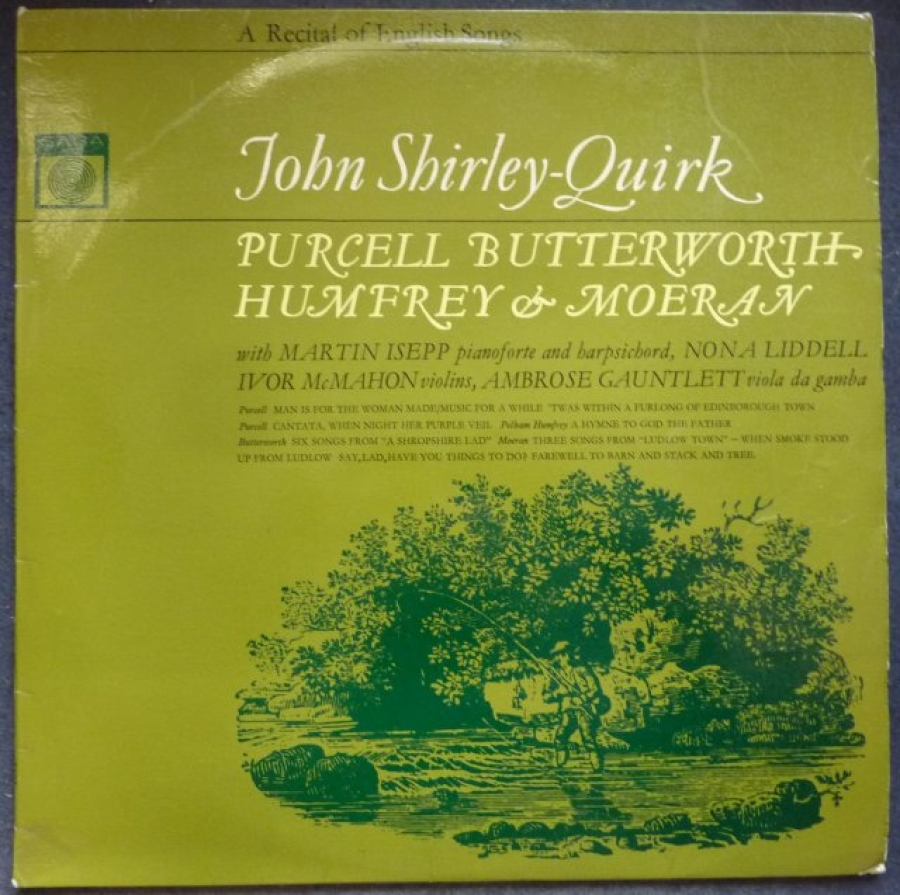 A Recital of English Songs
SAGA
John Shirley-Quirk
PURCELL BUTTERWORTH
HUMFREY & MOERAN
with MARTIN ISEPP pianoforte and harpsichord, NONA LIDDELL
IVOR McMAHON violins, AMBROSE GAUNTLETT viola da gamba
Purcell MAN IS FOR THE WOMAN MADE/MUSIC FOR A WHILE 'TWAS WITHIN A FURLONG OF EDINBOROUGH TOWN
Purcell CANTATA, WHEN NIGHT HER PURPLE VEIL Pelham Humfrey A HYMNE TO GOD THE FATHER
Butterworth SIX SONGS FROM "A SHROPSHIRE LAD" Moeran THREE SONGS FROM "LUDLOW TOWN" – WHEN SMOKE STOOD
UP FROM LUDLOW SAY, LAD, HAVE YOU THINGS TO DO? FAREWELL TO BARN AND STACK AND TREE.